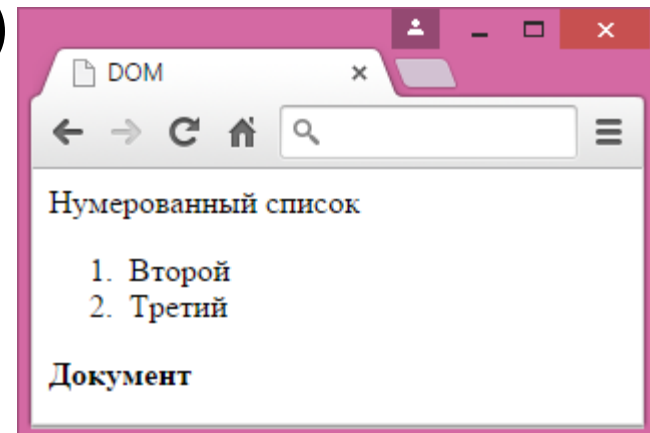 )
DOM
Нумерованный список
1. Второй
2. Третий
Документ